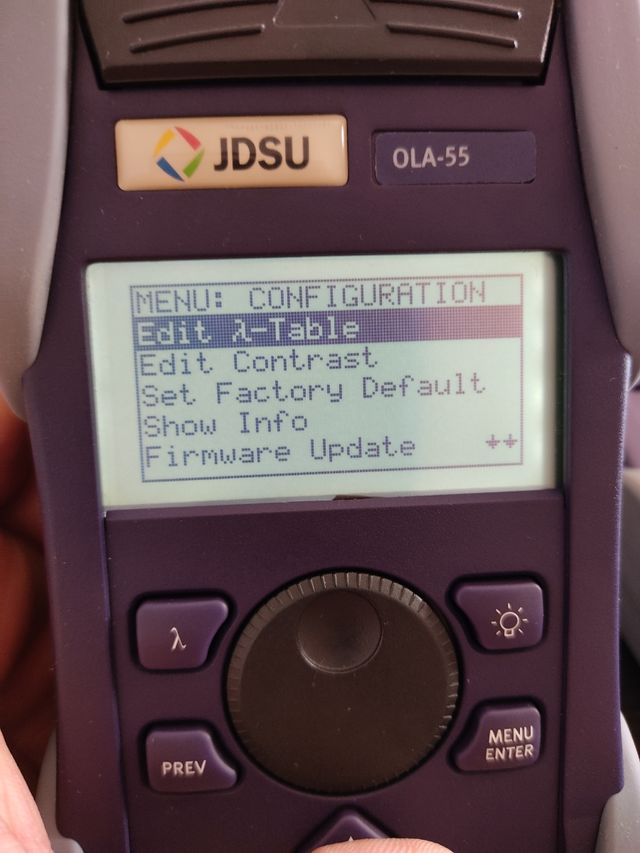 JDSU
OLA-55
MENU: CONFIGURATION
Edit λ-Table
Edit Contrast
Set Factory Default
Show Info
Firmware Update
λ
PREV
MENU
ENTER